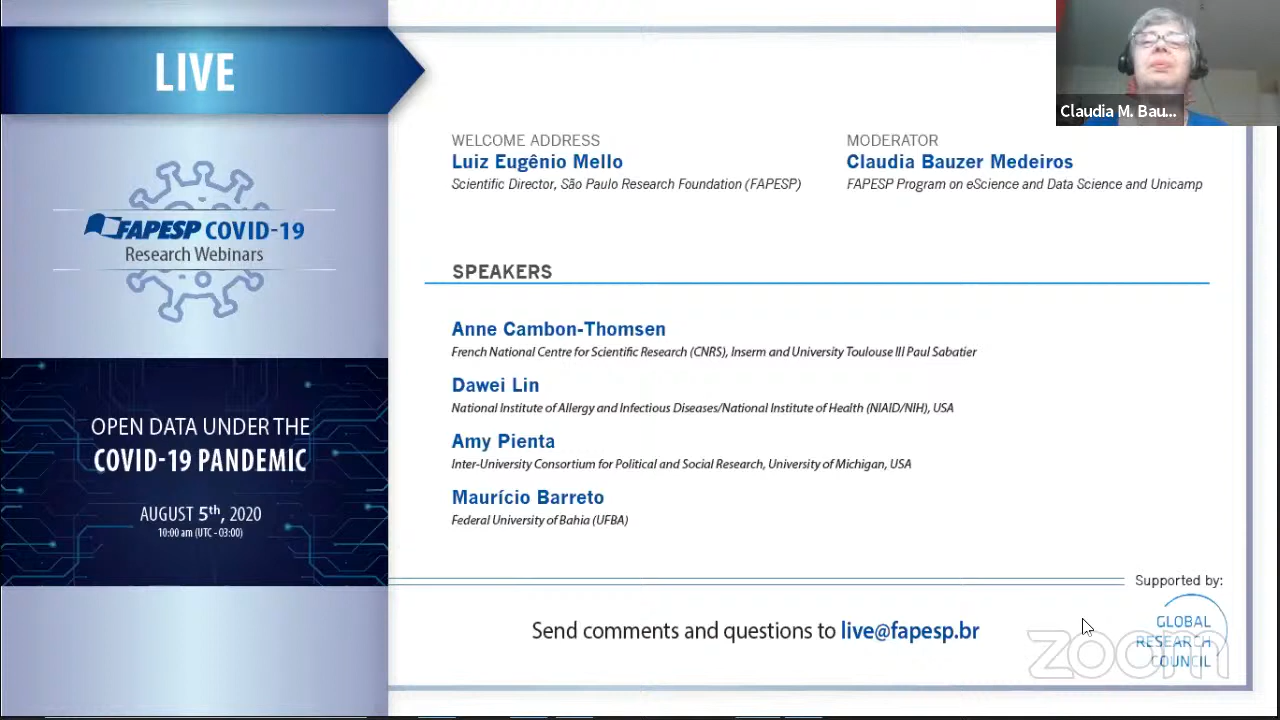 LIVE
FAPESP COVID-19
Research Webinars
OPEN DATA UNDER THE
COVID-19 PANDEMIC
AUGUST 5th, 2020
10:00 am (UTC - 03:00)
Claudia M. Bau...
WELCOME ADDRESS
Luiz Eugênio Mello
Scientific Director, São Paulo Research Foundation (FAPESP)
MODERATOR
Claudia Bauzer Medeiros
FAPESP Program on eScience and Data Science and Unicamp
SPEAKERS
Anne Cambon-Thomsen
French National Centre for Scientific Research (CNRS), Inserm and University Toulouse III Paul Sabatier
Dawei Lin
National Institute of Allergy and Infectious Diseases/National Institute of Health (NIAID/NIH), USA
Amy Pienta
Inter-University Consortium for Political and Social Research, University of Michigan, USA
Maurício Barreto
Federal University of Bahia (UFBA)
Supported by:
GLOBAL
RESEARCH
COUNCIL
Send comments and questions to live@fapesp.br
zoom